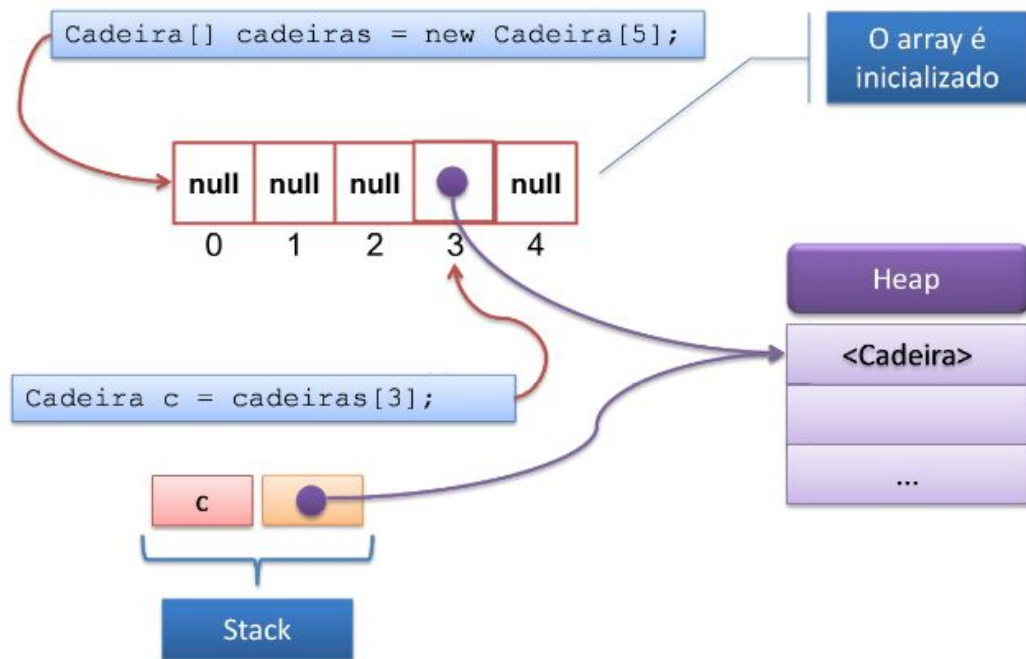 Cadeira[] cadeiras = new Cadeira[5];
O array é
inicializado
null null null null
0 1 2 3 4
Heap
<Cadeira>
Cadeira c = cadeiras[3];
c
...
Stack